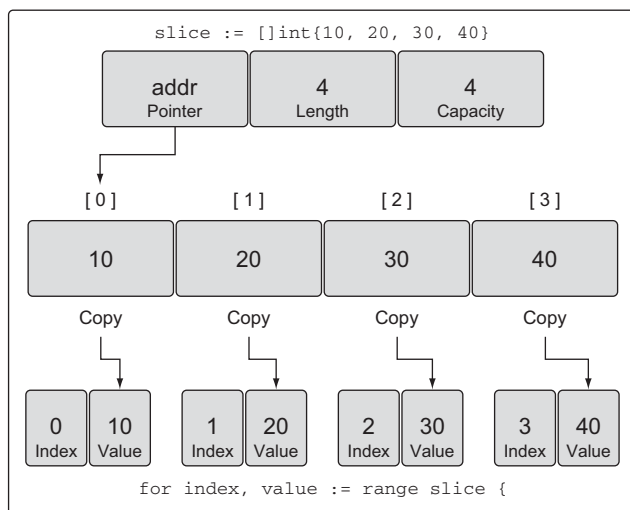 slice := []int{10, 20, 30, 40}
addr 4 4
Pointer Length Capacity
[0] [1] [2] [3]
10 20 30 40
Copy Copy Copy Copy
0 10 1 20 2 30 3 40
Index Value Index Value Index Value Index Value
for index, value := range slice {